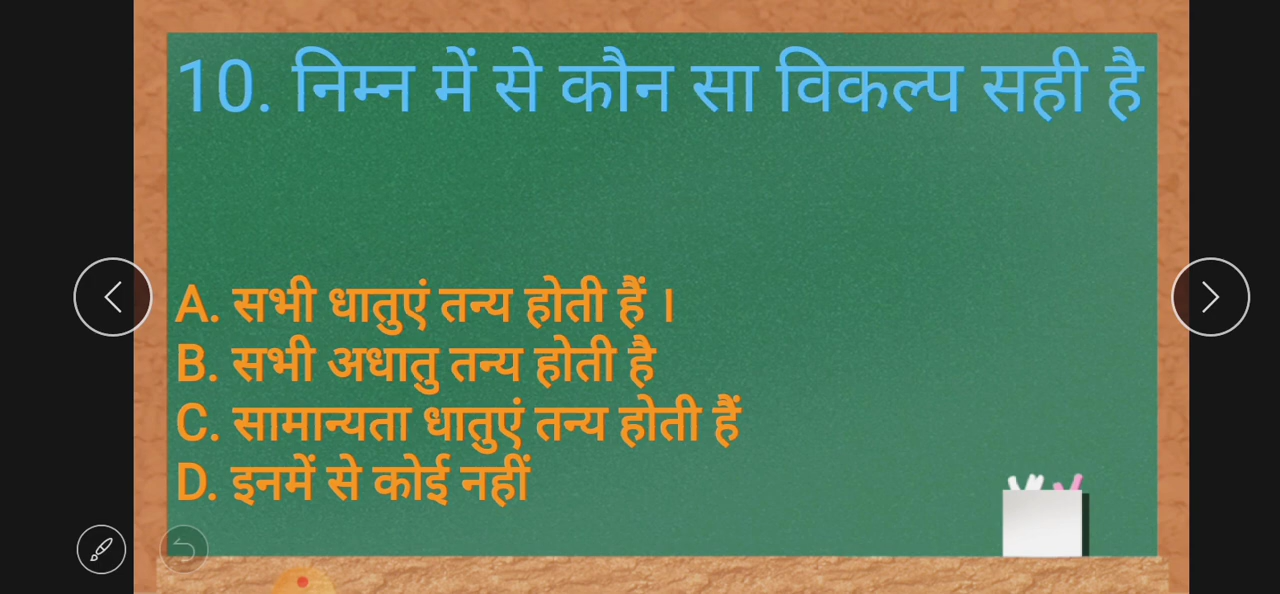 10. निम्न में से कौन सा विकल्प सही है
A. सभी धातुएं तन्य होती हैं ।
B. सभी अधातु तन्य होती है
C. सामान्यता धातुएं तन्य होती हैं
D. इनमें से कोई नहीं